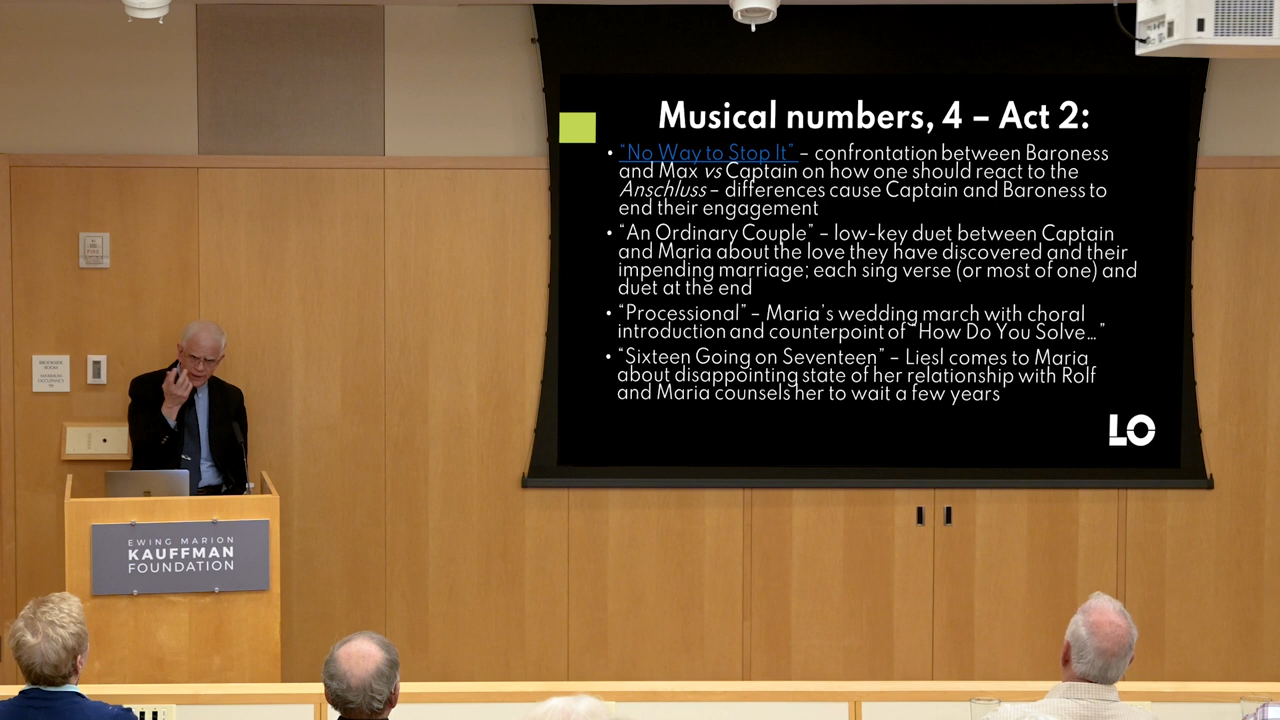 Musical numbers, 4 – Act 2:
• “No Way to Stop It” – confrontation between Baroness
and Max vs Captain on how one should react to the
Anschluss – differences cause Captain and Baroness to
end their engagement
• “An Ordinary Couple” – low-key duet between Captain
and Maria about the love they have discovered and their
impending marriage; each sing verse (or most of one) and
duet at the end
• “Processional” – Maria’s wedding march with choral
introduction and counterpoint of “How Do You Solve…”
• “Sixteen Going on Seventeen” – Liesl comes to Maria
about disappointing state of her relationship with Rolf
and Maria counsels her to wait a few years
LO
FIRE
BROOKSIDE
ROOM
MAXIMUM
OCCUPANCY
EWING MARION
KAUFFMAN
FOUNDATION